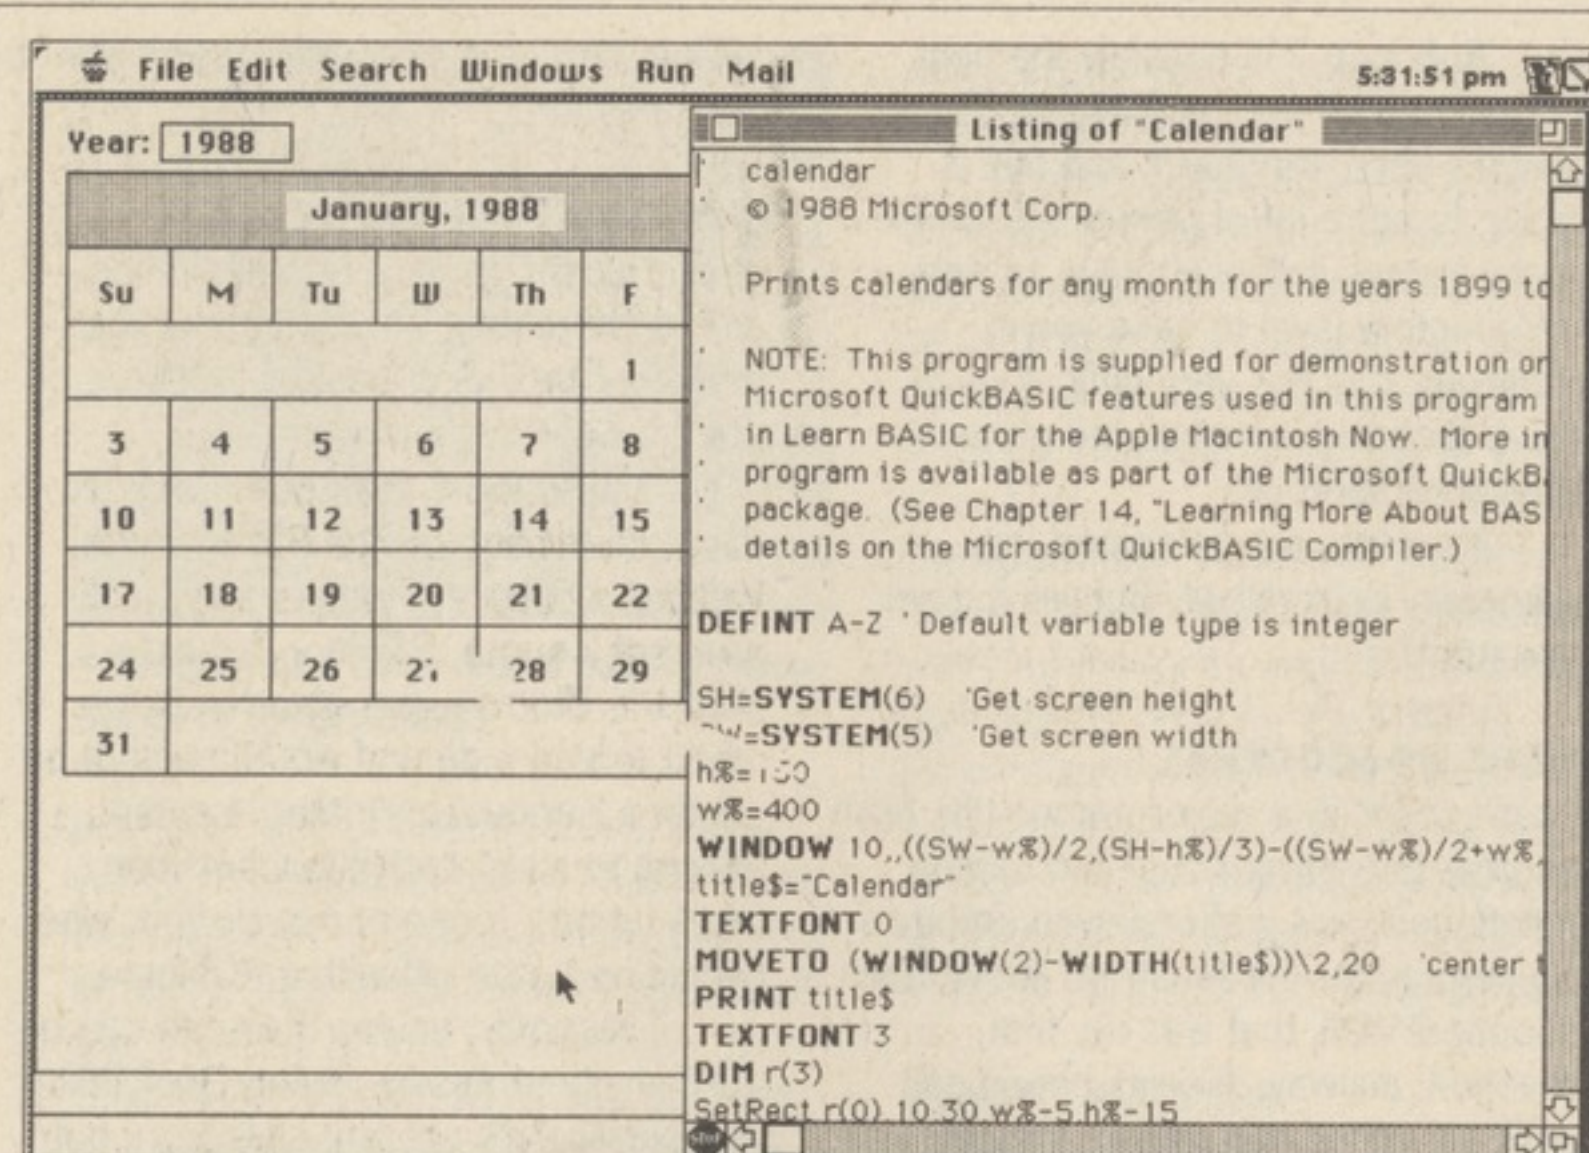 File Edit Search Windows Run Mail 5:31:51 pm
Year: 1988
January, 1988
Su M Tu W Th F
1
3 4 5 6 7 8
10 11 12 13 14 15
17 18 19 20 21 22
24 25 26 28 29
31
Listing of "Calendar"
' calendar
' © 1988 Microsoft Corp.
' Prints calendars for any month for the years 1899 to
' NOTE: This program is supplied for demonstration on
' Microsoft QuickBASIC features used in this program
' in Learn BASIC for the Apple Macintosh Now. More in
' program is available as part of the Microsoft QuickBA
' package. (See Chapter 14, "Learning More About BAS
' details on the Microsoft QuickBASIC Compiler.)
DEFINT A-Z 'Default variable type is integer
SH=SYSTEM(6) 'Get screen height
=SYSTEM(5) 'Get screen width
h%=
w%=400
WINDOW 10,,((SW-w%)/2,(SH-h%)/3)-((SW-w%)/2+w%,
title$="Calendar"
TEXTFONT 0
MOVETO (WINDOW(2)-WIDTH(title$))\2,20 'center t
PRINT title$
TEXTFONT 3
DIM r(3)
SetRect r(0),10,30,w%-5,h%-15